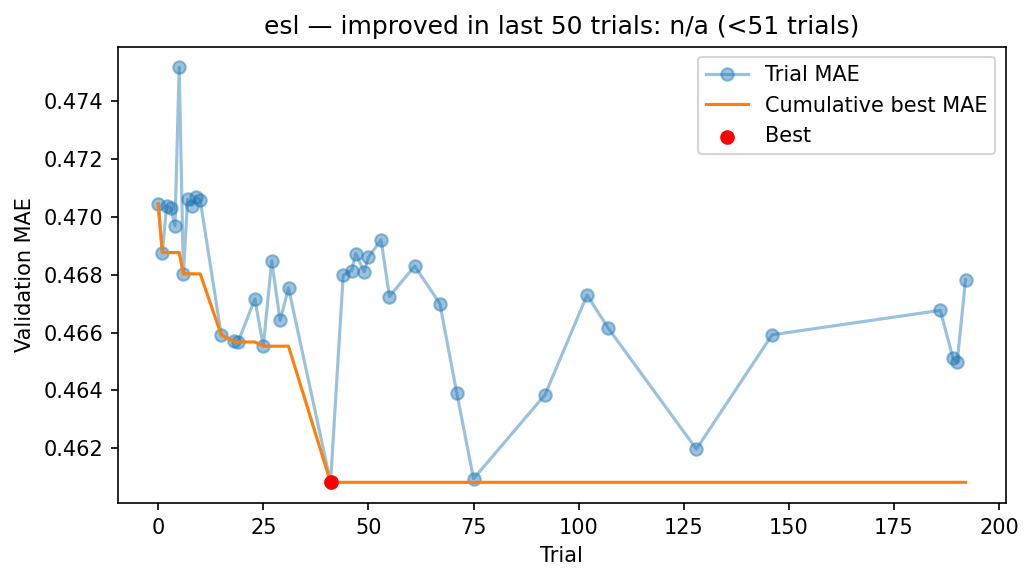 esl — improved in last 50 trials: n/a (<51 trials)
Trial MAE
Cumulative best MAE
Best
Validation MAE
0.474
0.472
0.470
0.468
0.466
0.464
0.462
0
25
50
75
100
125
150
175
200
Trial